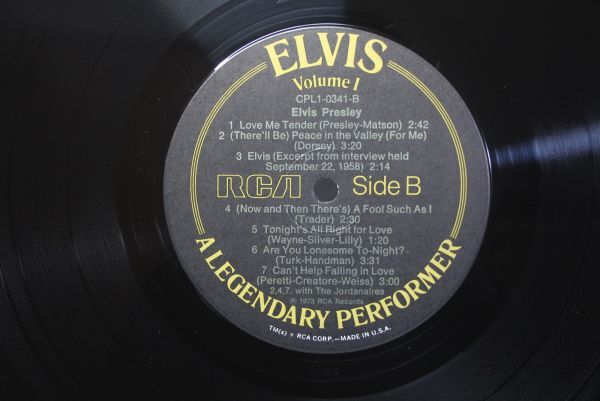 ELVIS
Volume I
CPL1-0341-B
Elvis Presley
1 Love Me Tender (Presley-Matson) 2:42
2 (There'll Be) Peace in the Valley (For Me)
(Dorsey) 3:20
3 Elvis (Excerpt from interview held
September 22, 1958) 2:14
RCA Side B
4 (Now and Then There's) A Fool Such As I
(Trader) 2:30
5 Tonight's All Right for Love
(Wayne-Silver-Lilly) 1:20
6 Are You Lonesome To-Night?
(Turk-Handman) 3:31
7 Can't Help Falling in Love
(Peretti-Creatore-Weiss) 3:00
2,4,7. with The Jordanaires
℗ 1973 RCA Records
A LEGENDARY PERFORMER
TM(s) ® RCA CORP.—MADE IN U.S.A.